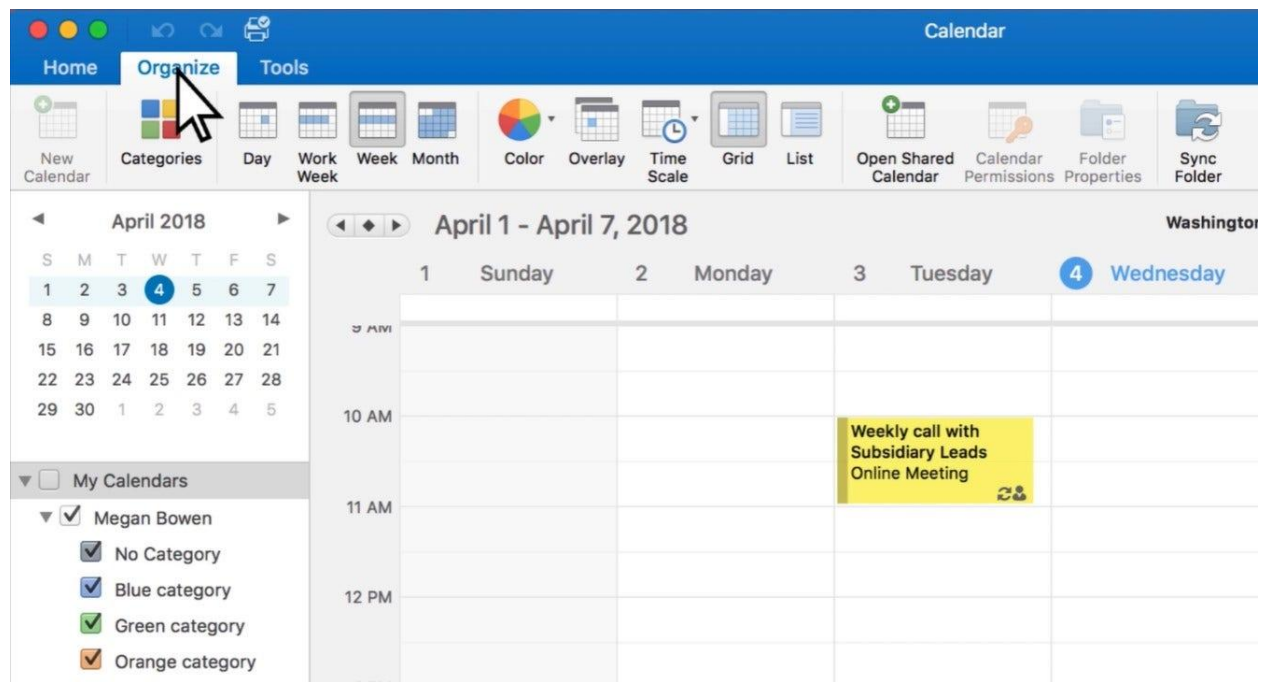 Calendar
Home Organize Tools
New Calendar Categories Day Work Week Week Month Color Overlay Time Scale Grid List Open Shared Calendar Calendar Permissions Folder Properties Sync Folder
April 2018
S M T W T F S
1 2 3 4 5 6 7
8 9 10 11 12 13 14
15 16 17 18 19 20 21
22 23 24 25 26 27 28
29 30 1 2 3 4 5
My Calendars
Megan Bowen
No Category
Blue category
Green category
Orange category
April 1 - April 7, 2018 Washington
1 Sunday 2 Monday 3 Tuesday 4 Wednesday
9 AM
10 AM
Weekly call with
Subsidiary Leads
Online Meeting
11 AM
12 PM